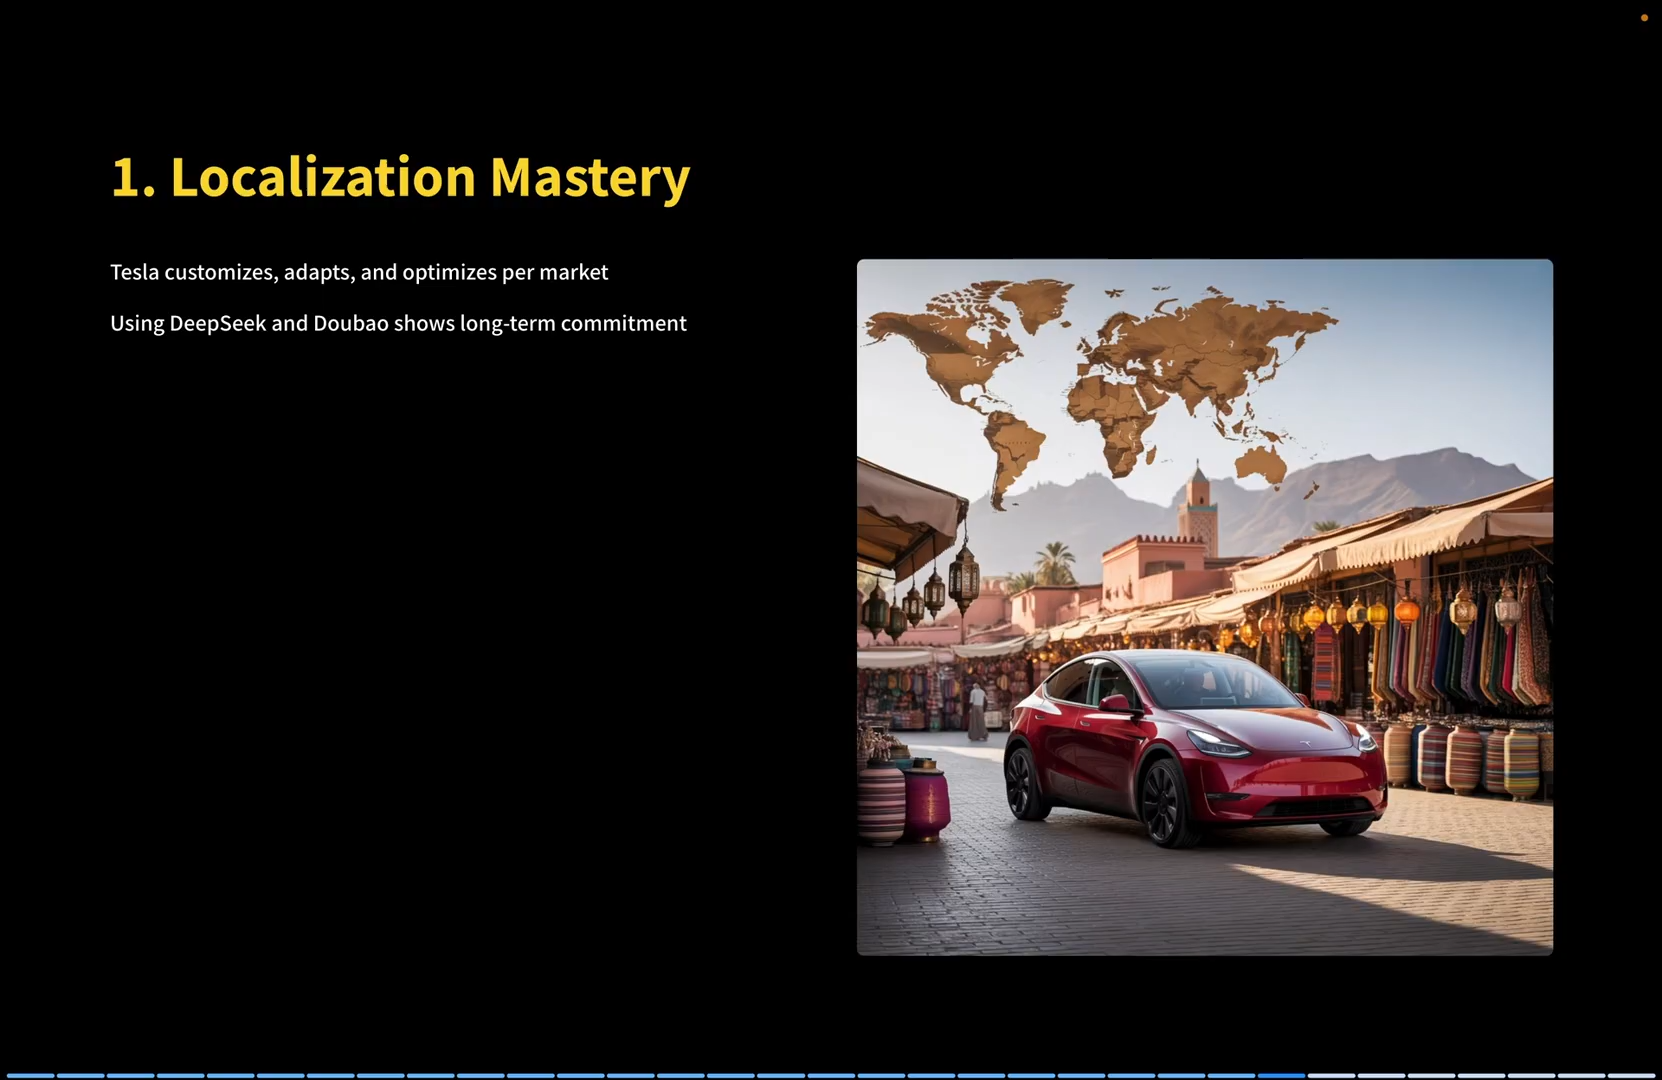 1. Localization Mastery
Tesla customizes, adapts, and optimizes per market
Using DeepSeek and Doubao shows long-term commitment